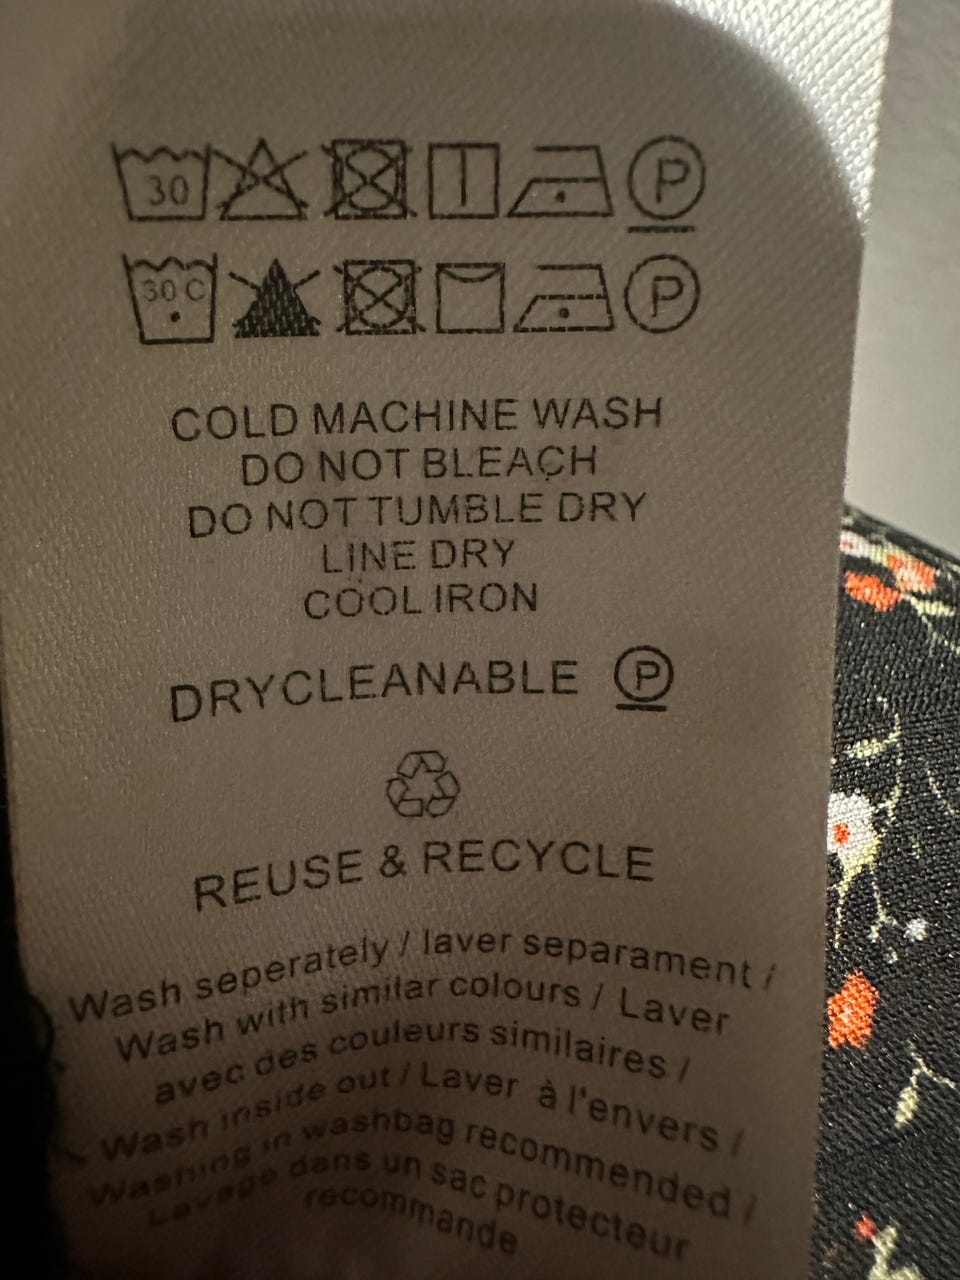 30 P
30 C P
COLD MACHINE WASH
DO NOT BLEACH
DO NOT TUMBLE DRY
LINE DRY
COOL IRON
DRYCLEANABLE P
REUSE & RECYCLE
Wash seperately / laver separament /
Wash with similar colours / Laver
avec des couleurs similaires /
Wash inside out / Laver à l'envers /
Washing in washbag recommended /
Lavage dans un sac protecteur
recommande